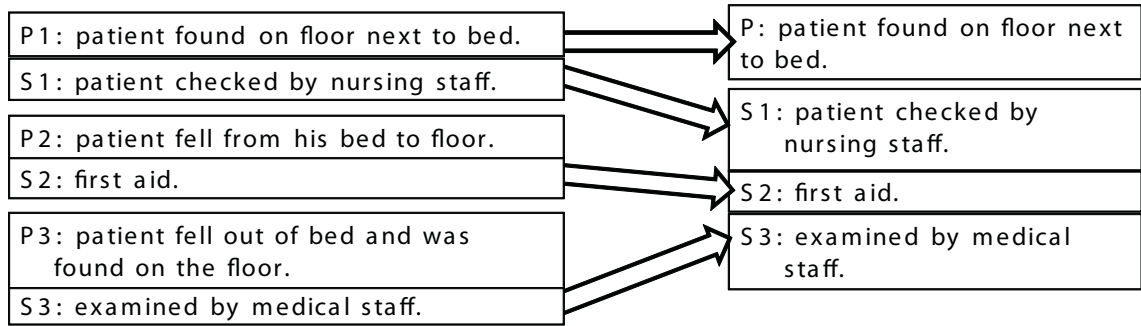 P1: patient found on floor next to bed.
S1: patient checked by nursing staff.
P2: patient fell from his bed to floor.
S2: first aid.
P3: patient fell out of bed and was
found on the floor.
S3: examined by medical staff.
P: patient found on floor next
to bed.
S1: patient checked by
nursing staff.
S2: first aid.
S3: examined by medical
staff.